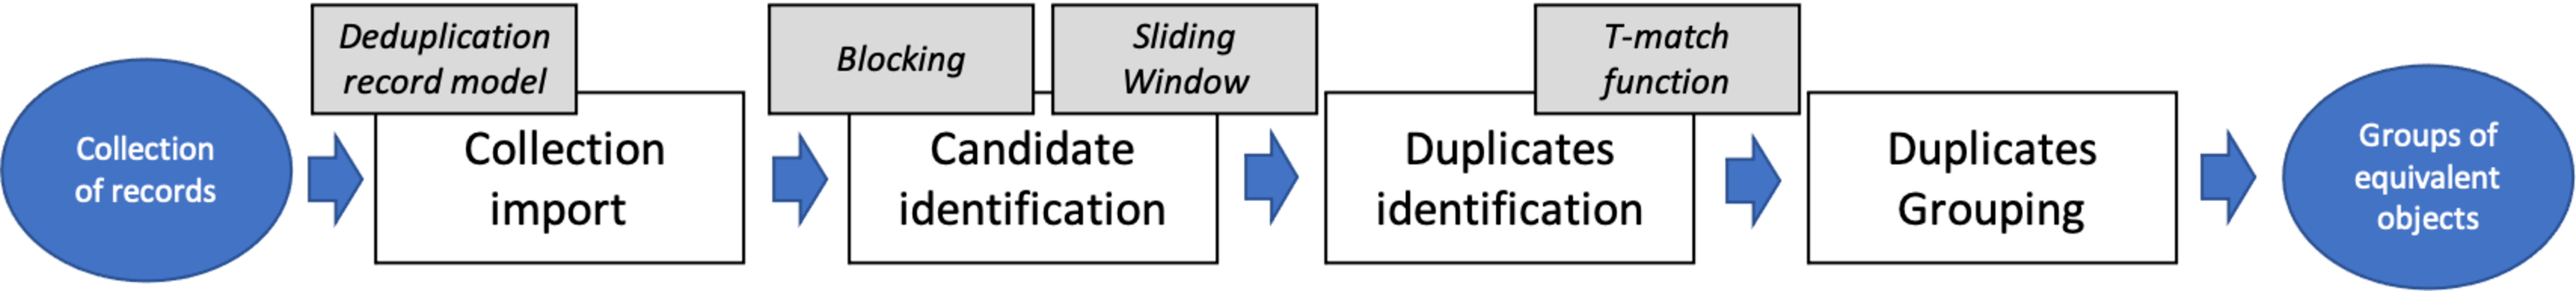 Collection
of records
Deduplication
record model
Collection
import
Blocking
Sliding
Window
Candidate
identification
T-match
function
Duplicates
identification
Duplicates
Grouping
Groups of
equivalent
objects